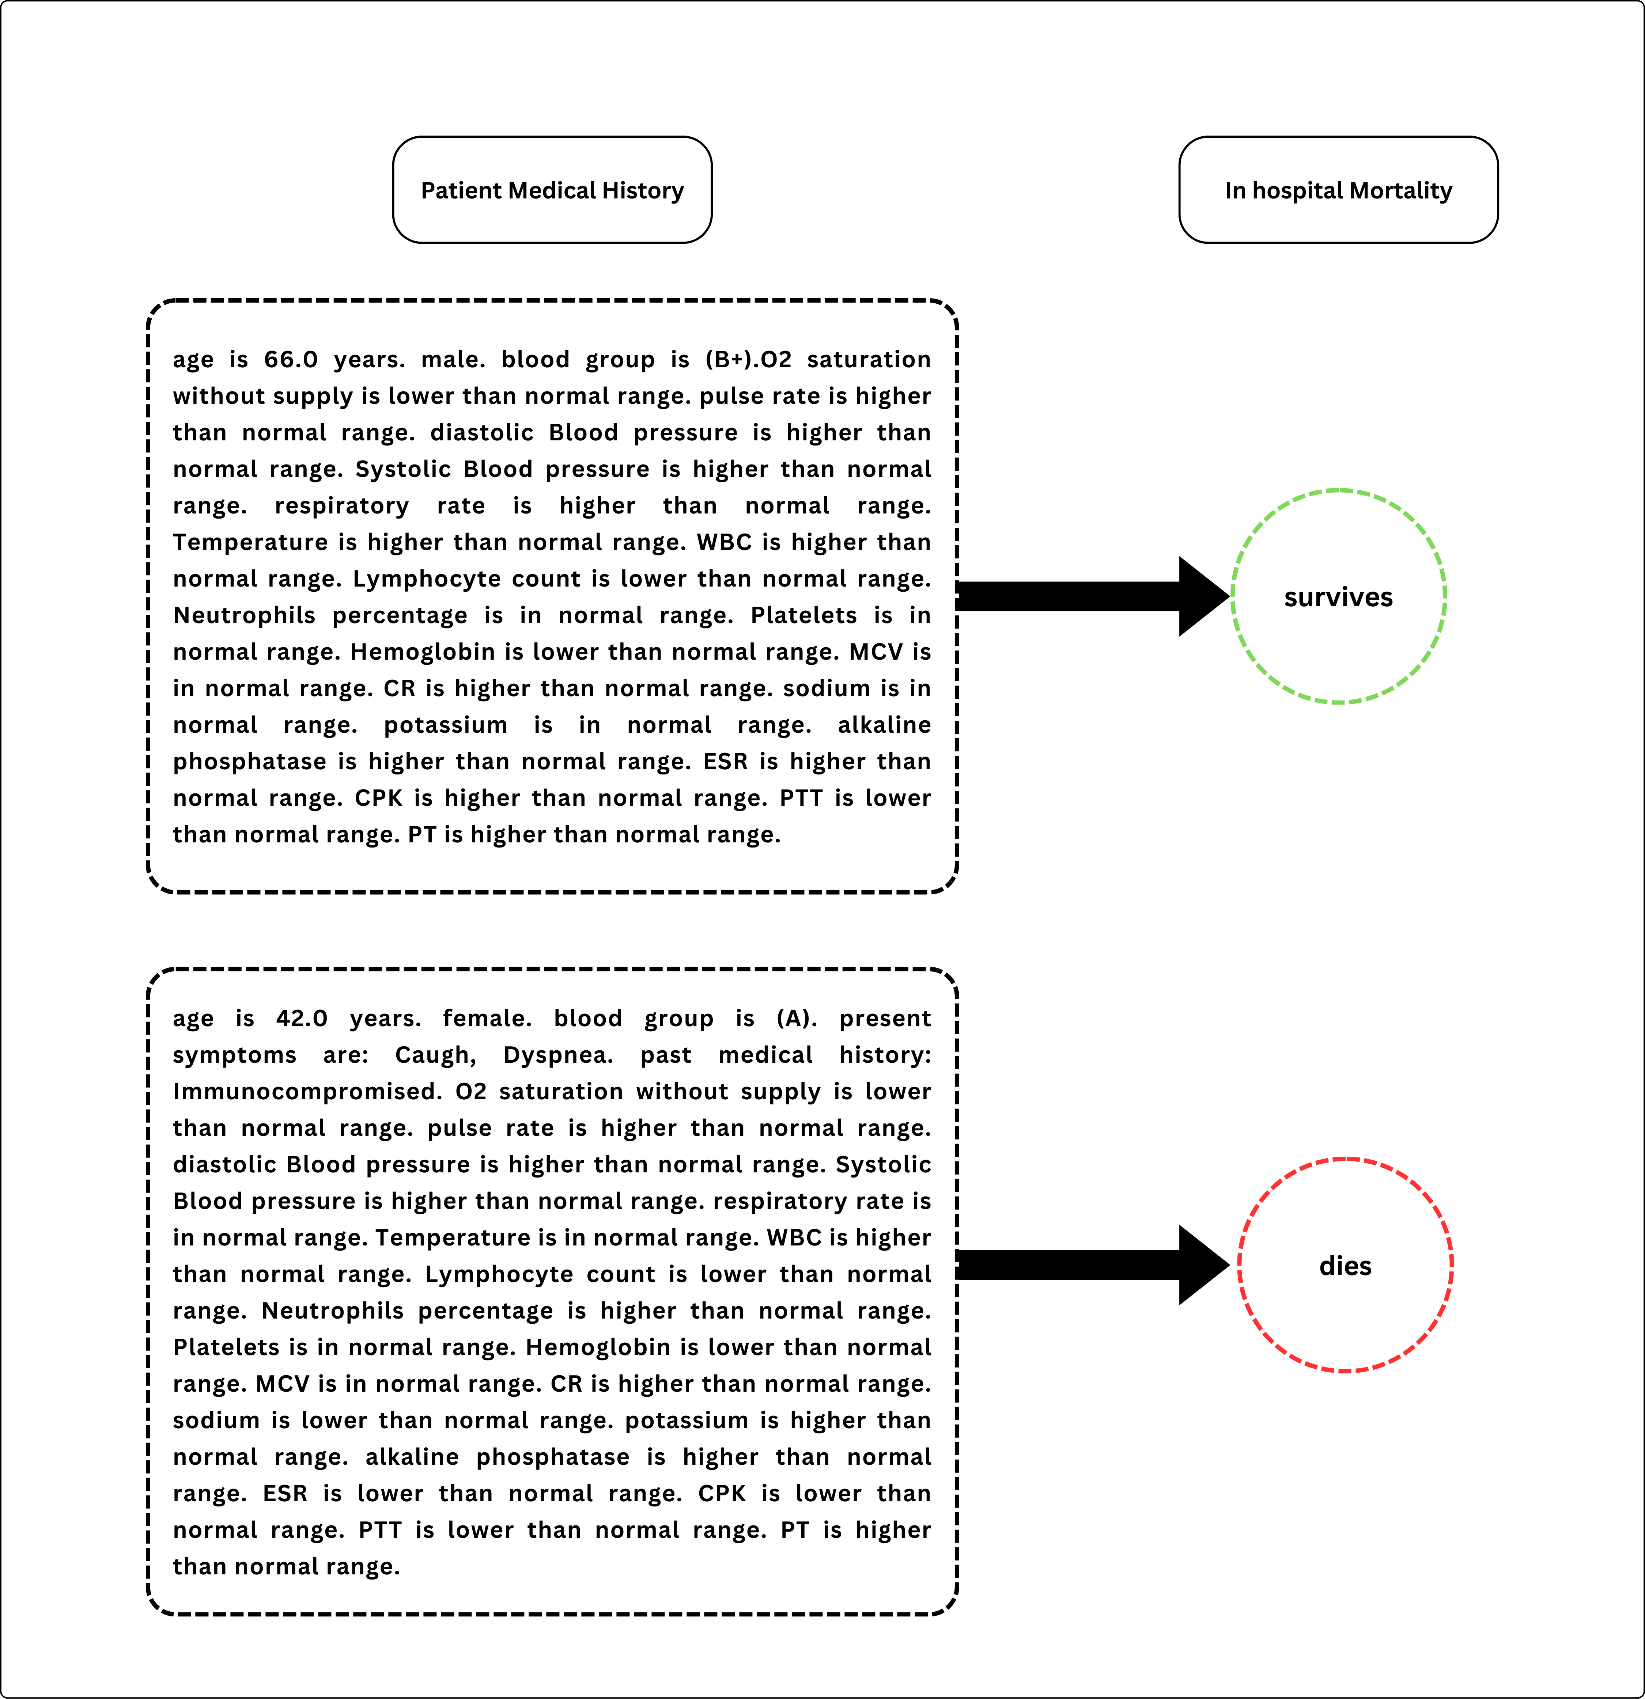 Patient Medical History
In hospital Mortality
age is 66.0 years. male. blood group is (B+).O2 saturation
without supply is lower than normal range. pulse rate is higher
than normal range. diastolic Blood pressure is higher than
normal range. Systolic Blood pressure is higher than normal
range. respiratory rate is higher than normal range.
Temperature is higher than normal range. WBC is higher than
normal range. Lymphocyte count is lower than normal range.
Neutrophils percentage is in normal range. Platelets is in
normal range. Hemoglobin is lower than normal range. MCV is
in normal range. CR is higher than normal range. sodium is in
normal range. potassium is in normal range. alkaline
phosphatase is higher than normal range. ESR is higher than
normal range. CPK is higher than normal range. PTT is lower
than normal range. PT is higher than normal range.
survives
age is 42.0 years. female. blood group is (A). present
symptoms are: Caugh, Dyspnea. past medical history:
Immunocompromised. O2 saturation without supply is lower
than normal range. pulse rate is higher than normal range.
diastolic Blood pressure is higher than normal range. Systolic
Blood pressure is higher than normal range. respiratory rate is
in normal range. Temperature is in normal range. WBC is higher
than normal range. Lymphocyte count is lower than normal
range. Neutrophils percentage is higher than normal range.
Platelets is in normal range. Hemoglobin is lower than normal
range. MCV is in normal range. CR is higher than normal range.
sodium is lower than normal range. potassium is higher than
normal range. alkaline phosphatase is higher than normal
range. ESR is lower than normal range. CPK is lower than
normal range. PTT is lower than normal range. PT is higher
than normal range.
dies